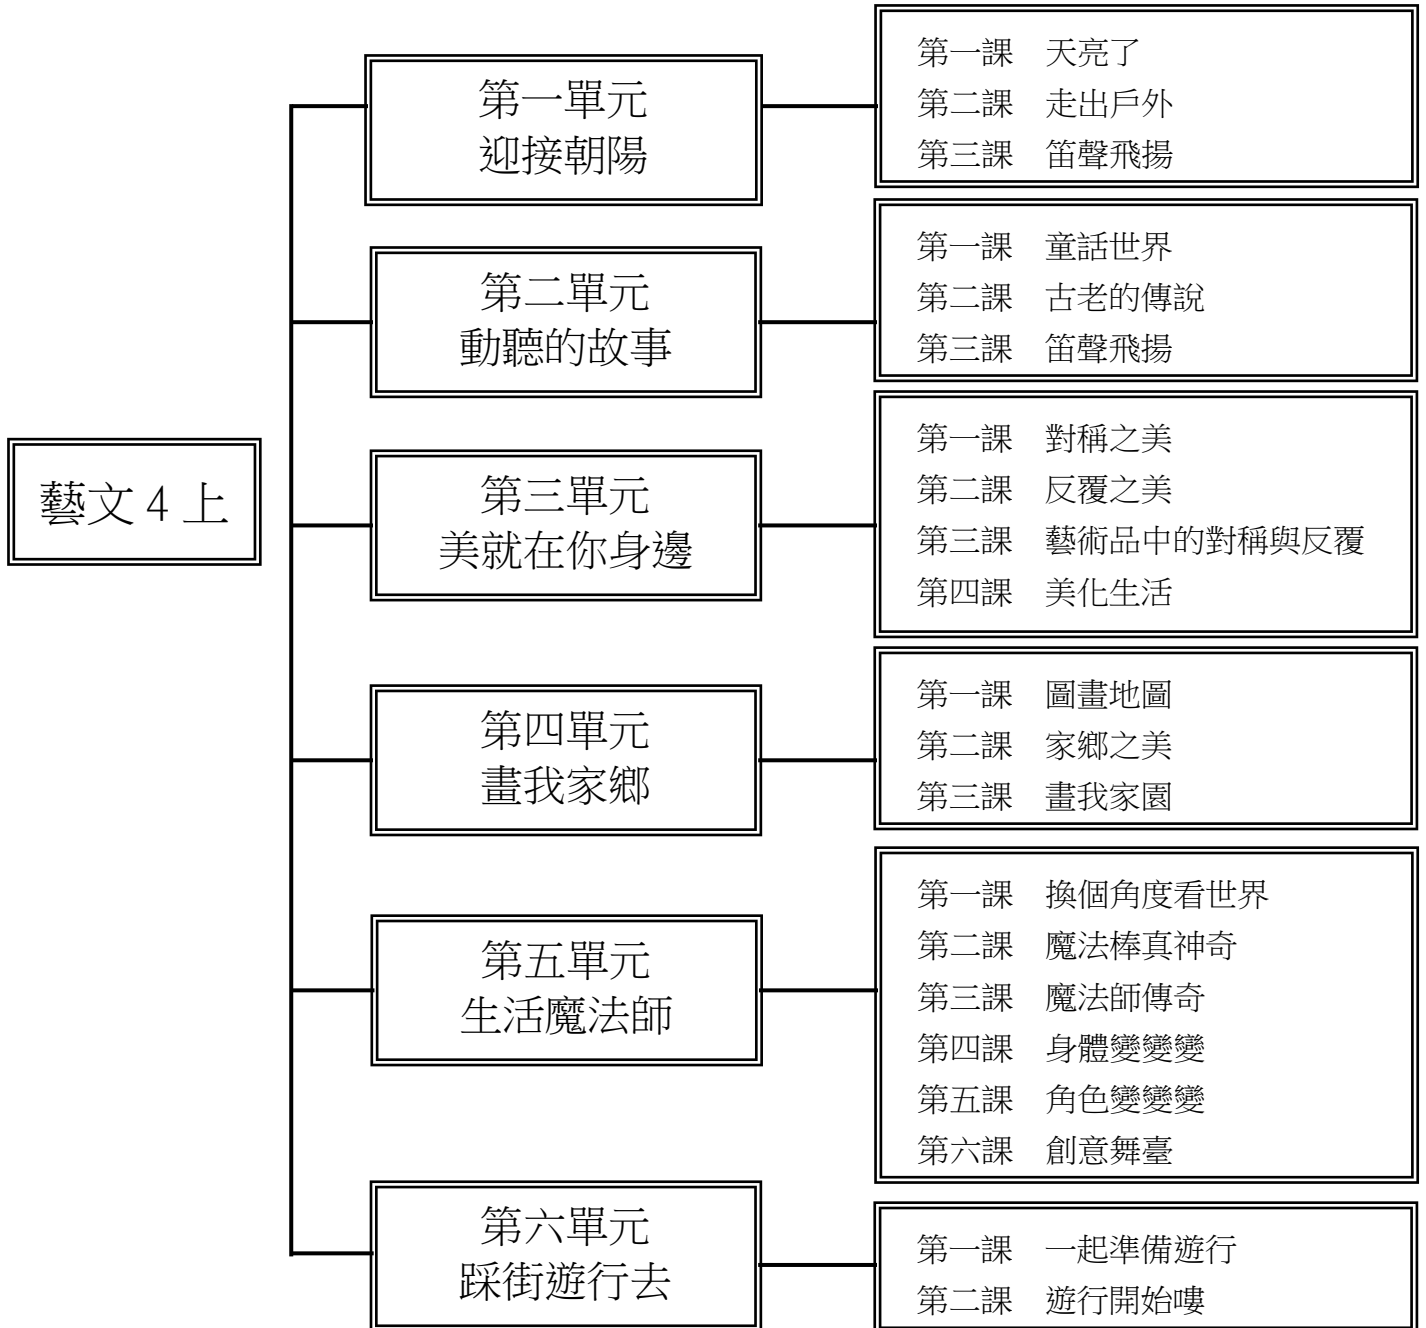 藝文 4 上
第一單元
迎接朝陽
第一課　天亮了
第二課　走出戶外
第三課　笛聲飛揚
第二單元
動聽的故事
第一課　童話世界
第二課　古老的傳說
第三課　笛聲飛揚
第三單元
美就在你身邊
第一課　對稱之美
第二課　反覆之美
第三課　藝術品中的對稱與反覆
第四課　美化生活
第四單元
畫我家鄉
第一課　圖畫地圖
第二課　家鄉之美
第三課　畫我家園
第五單元
生活魔法師
第一課　換個角度看世界
第二課　魔法棒真神奇
第三課　魔法師傳奇
第四課　身體變變變
第五課　角色變變變
第六課　創意舞臺
第六單元
踩街遊行去
第一課　一起準備遊行
第二課　遊行開始嘍